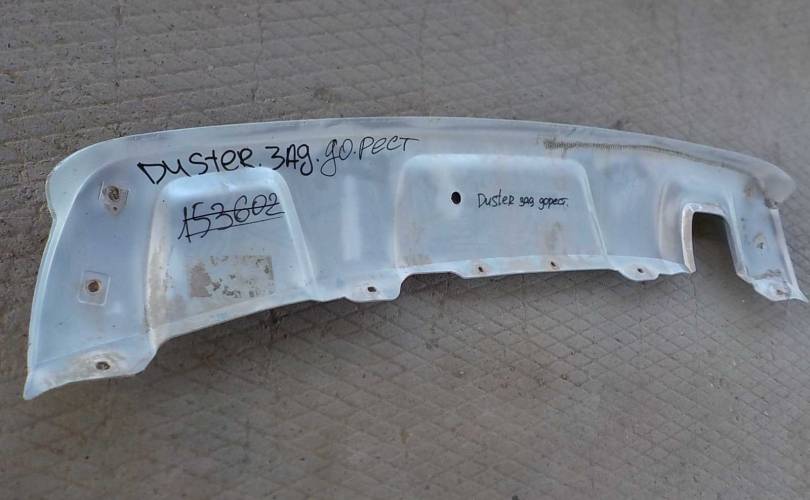 DUSTER. ЗАД. ДО. РЕСТ
153602
Duster зад дорест.